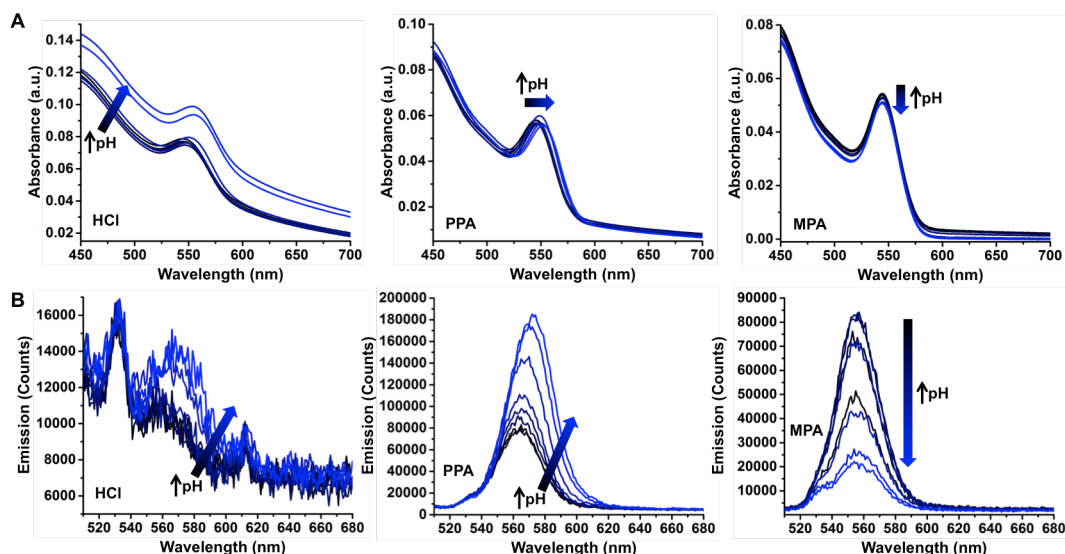 A
Absorbance (a.u.)
0.14
0.12
0.10
0.08
0.06
0.04
0.02
↑pH
HCl
450 500 550 600 650 700
Wavelength (nm)
Absorbance (a.u.)
0.10
0.08
0.06
0.04
0.02
0.00
↑pH
PPA
450 500 550 600 650 700
Wavelength (nm)
Absorbance (a.u.)
0.08
0.06
0.04
0.02
0.00
↑pH
MPA
450 500 550 600 650 700
Wavelength (nm)
B
Emission (Counts)
16000
14000
12000
10000
8000
6000
HCl
↑pH
520 540 560 580 600 620 640 660 680
Wavelength (nm)
Emission (Counts)
200000
180000
160000
140000
120000
100000
80000
60000
40000
20000
0
PPA
↑pH
520 540 560 580 600 620 640 660 680
Wavelength (nm)
Emission (Counts)
90000
80000
70000
60000
50000
40000
30000
20000
10000
↑pH
MPA
520 540 560 580 600 620 640 660 680
Wavelength (nm)